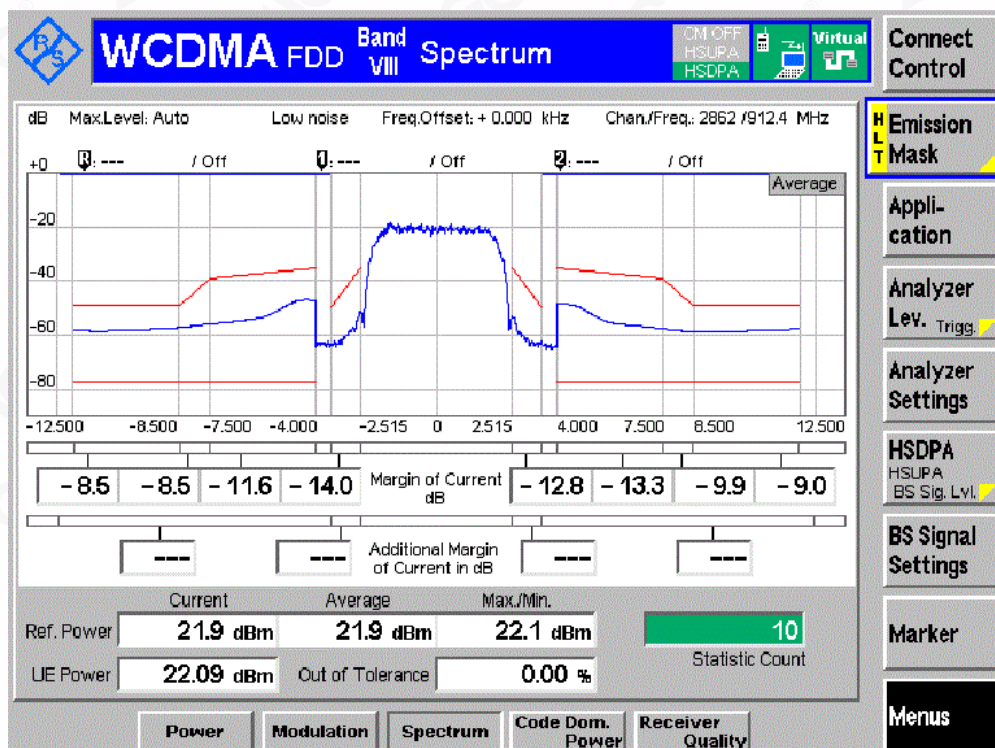 R S
WCDMA FDD Band VIII Spectrum
CM OFF
HSUPA
HSDPA
Virtual
Connect Control
dB Max.Level: Auto Low noise Freq.Offset: + 0.000 kHz Chan./Freq.: 2862 /912.4 MHz
HLT Emission Mask
+0 R: --- / Off 1: --- / Off 2: --- / Off
Average
Appli-
cation
-20
-40
-60
-80
Analyzer
Lev. Trigg.
Analyzer
Settings
-12.500 -8.500 -7.500 -4.000 -2.515 0 2.515 4.000 7.500 8.500 12.500
HSDPA
HSUPA
BS Sig. Lvl.
-8.5 -8.5 -11.6 -14.0 Margin of Current dB -12.8 -13.3 -9.9 -9.0
BS Signal
Settings
--- --- Additional Margin of Current in dB --- ---
Current Average Max./Min.
Ref. Power 21.9 dBm 21.9 dBm 22.1 dBm 10
Statistic Count
UE Power 22.09 dBm Out of Tolerance 0.00 %
Marker
Menus
Power Modulation Spectrum Code Dom. Power Receiver Quality